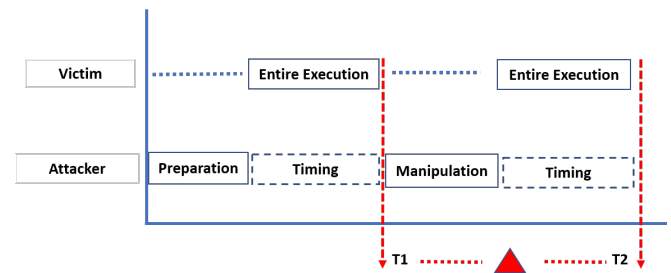 Victim
Entire Execution
Entire Execution
Attacker
Preparation
Timing
Manipulation
Timing
T1
T2